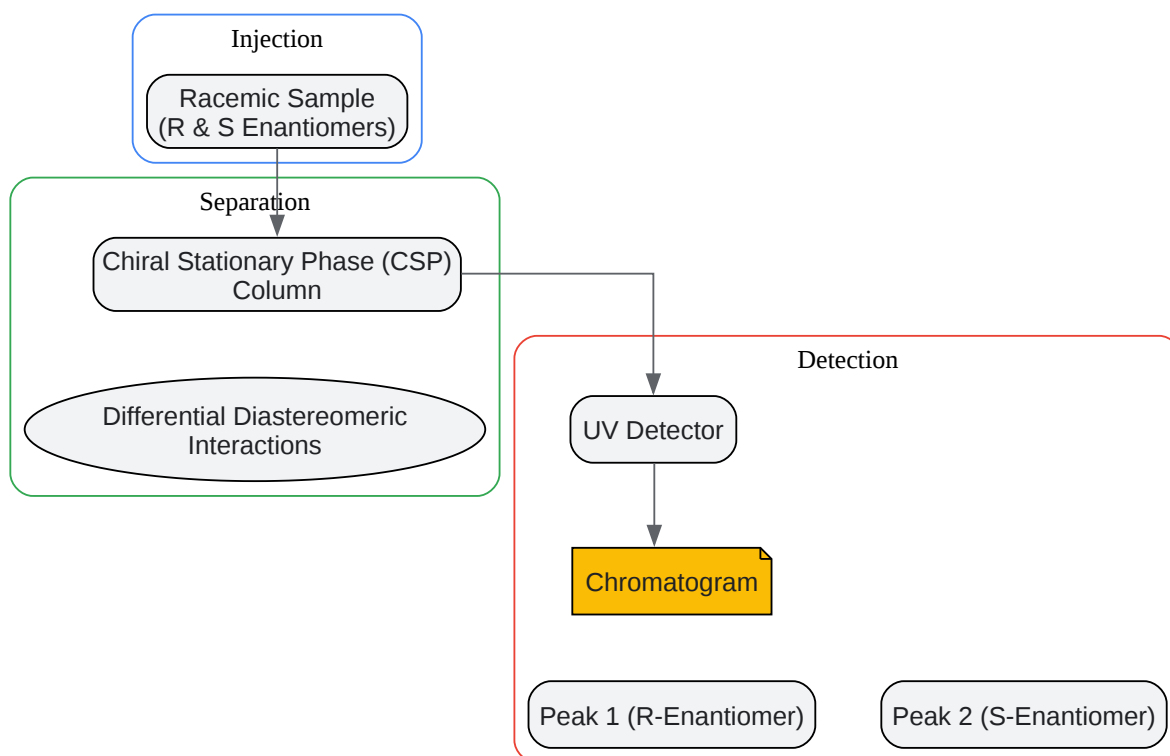 Injection
Racemic Sample
(R & S Enantiomers)
Separation
Chiral Stationary Phase (CSP)
Column
Differential Diastereomeric
Interactions
Detection
UV Detector
Chromatogram
Peak 1 (R-Enantiomer)
Peak 2 (S-Enantiomer)